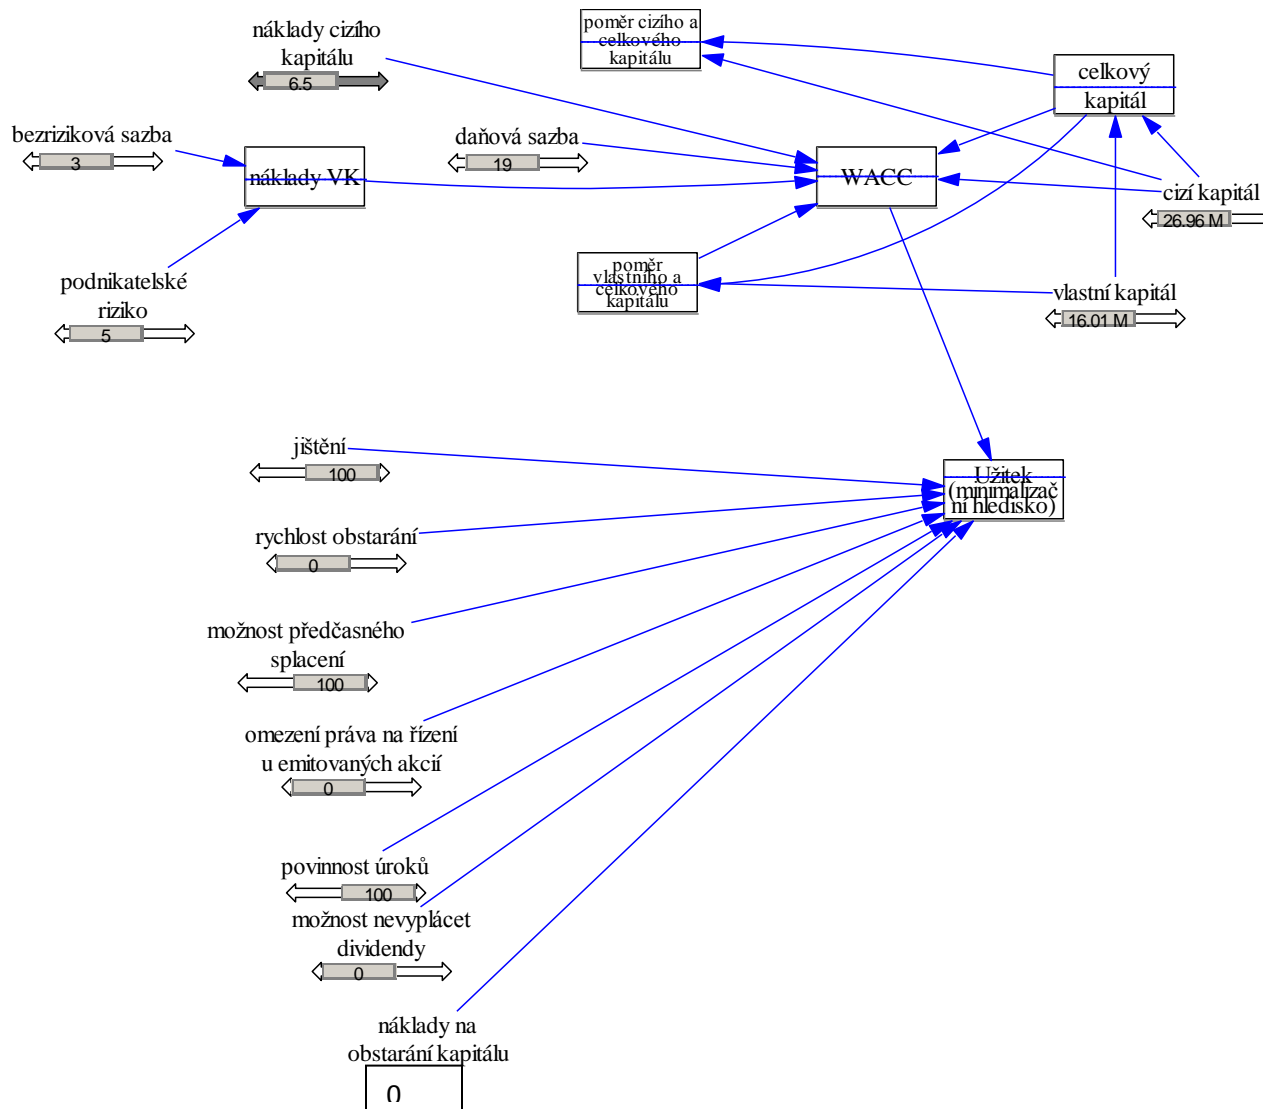 náklady cizího
kapitálu
6.5
poměr cizího a
celkového
kapitálu
celkový
kapitál
bezriziková sazba
3
daňová sazba
19
náklady VK
WACC
cizí kapitál
26.96 M
podnikatelské
riziko
5
poměr
vlastního a
celkového
kapitálu
vlastní kapitál
16.01 M
jištění
100
Užitek
(minimalizač
ní hledisko)
rychlost obstarání
0
možnost předčasného
splacení
100
omezení práva na řízení
u emitovaných akcií
0
povinnost úroků
100
možnost nevyplácet
dividendy
0
náklady na
obstarání kapitálu
0